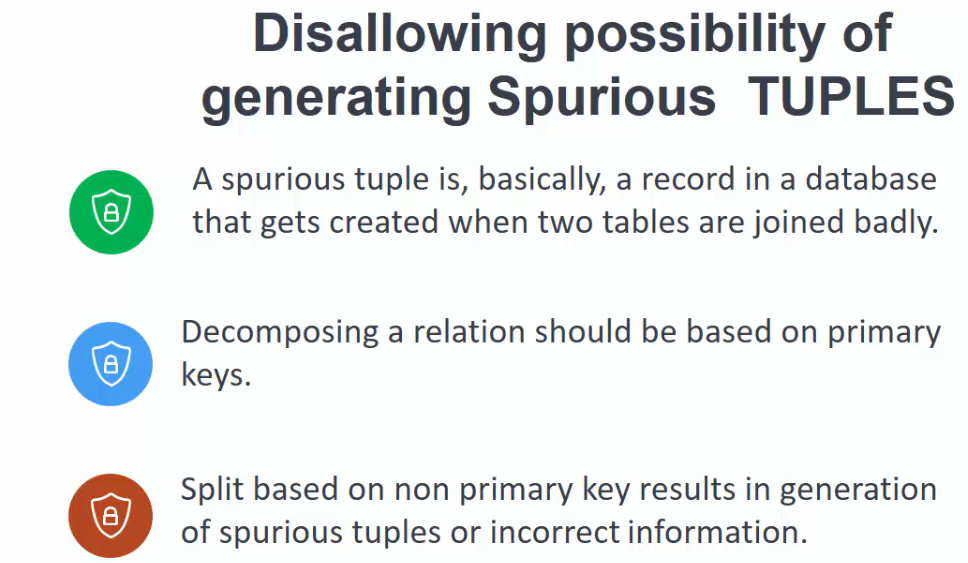 Disallowing possibility of
generating Spurious TUPLES
A spurious tuple is, basically, a record in a database
that gets created when two tables are joined badly.
Decomposing a relation should be based on primary
keys.
Split based on non primary key results in generation
of spurious tuples or incorrect information.